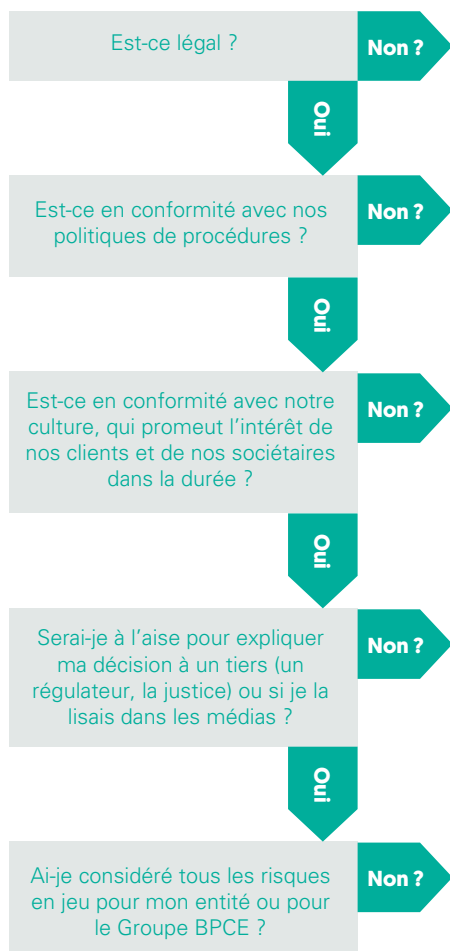 Est-ce légal ?
Non ?
Oui
Est-ce en conformité avec nos
politiques de procédures ?
Non ?
Oui
Est-ce en conformité avec notre
culture, qui promeut l'intérêt de
nos clients et de nos sociétaires
dans la durée ?
Non ?
Oui
Serai-je à l'aise pour expliquer
ma décision à un tiers (un
régulateur, la justice) ou si je la
lisais dans les médias ?
Non ?
Oui
Ai-je considéré tous les risques
en jeu pour mon entité ou pour
le Groupe BPCE ?
Non ?